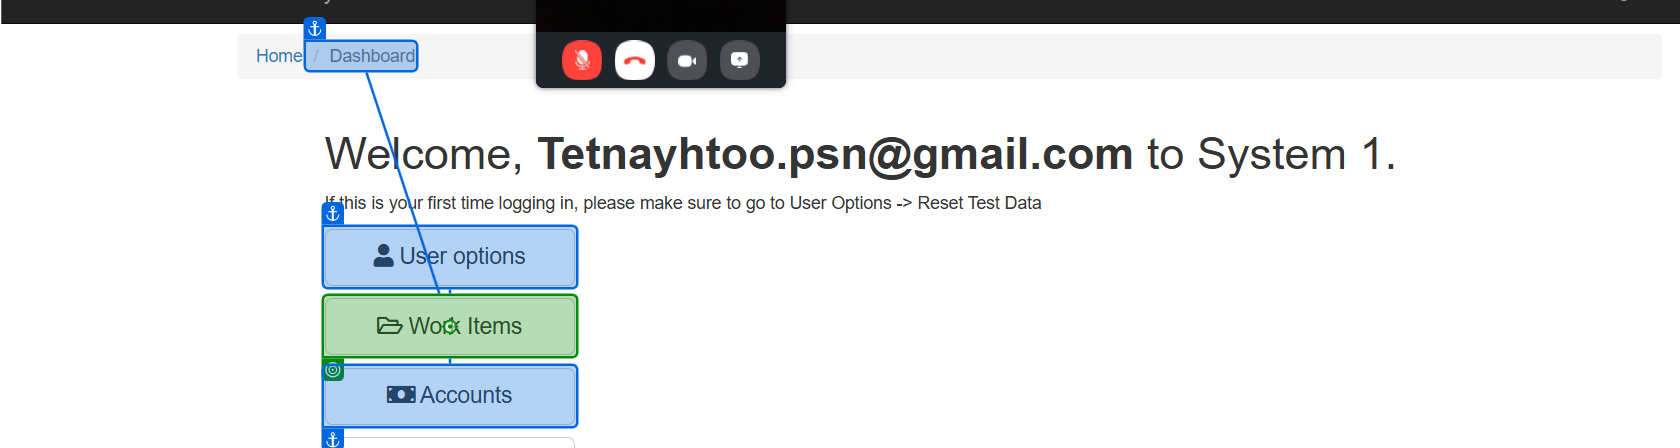 Home / Dashboard
Welcome, Tetnayhtoo.psn@gmail.com to System 1.
If this is your first time logging in, please make sure to go to User Options -> Reset Test Data
User options
Work Items
Accounts